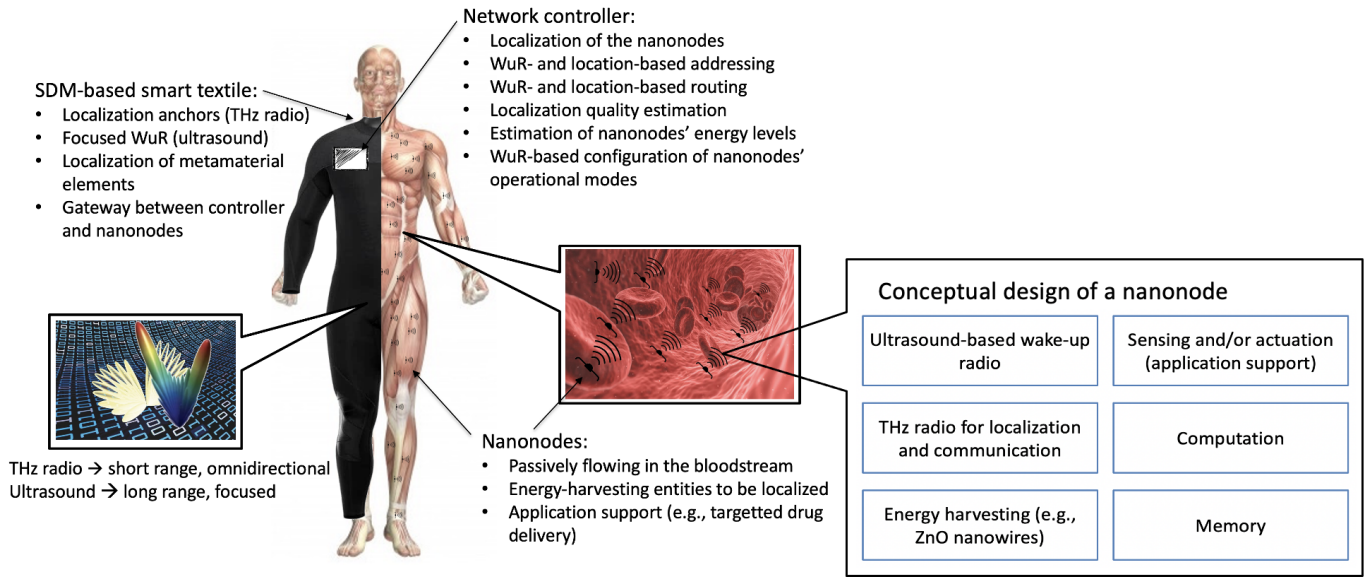 Network controller:
• Localization of the nanonodes
• WuR- and location-based addressing
• WuR- and location-based routing
• Localization quality estimation
• Estimation of nanonodes' energy levels
• WuR-based configuration of nanonodes'
operational modes
SDM-based smart textile:
• Localization anchors (THz radio)
• Focused WuR (ultrasound)
• Localization of metamaterial
elements
• Gateway between controller
and nanonodes
THz radio → short range, omnidirectional
Ultrasound → long range, focused
Nanonodes:
• Passively flowing in the bloodstream
• Energy-harvesting entities to be localized
• Application support (e.g., targetted drug
delivery)
Conceptual design of a nanonode
Ultrasound-based wake-up
radio
Sensing and/or actuation
(application support)
THz radio for localization
and communication
Computation
Energy harvesting (e.g.,
ZnO nanowires)
Memory